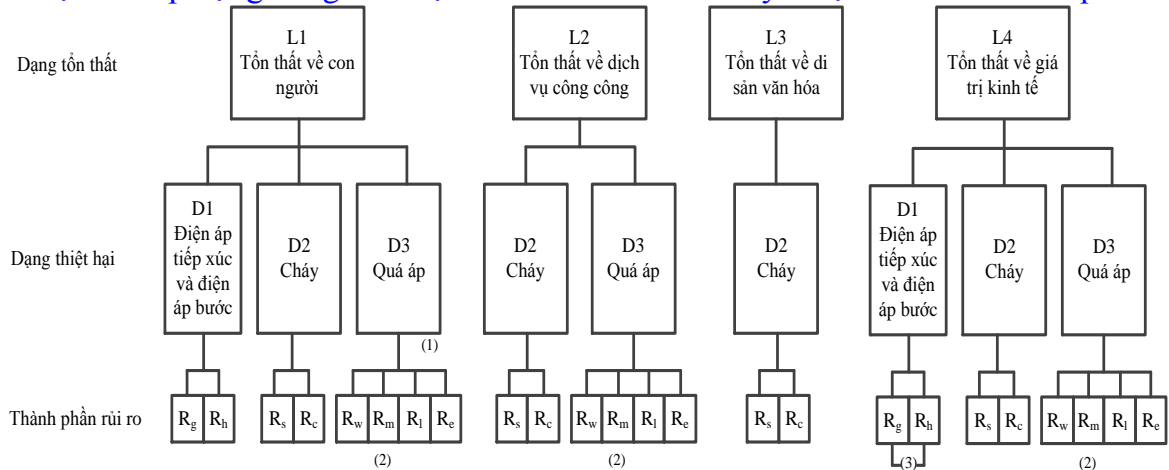 Dạng tổn thất
L1
Tổn thất về con
người
L2
Tổn thất về dịch
vụ công công
L3
Tổn thất về di
sản văn hóa
L4
Tổn thất về giá
trị kinh tế
Dạng thiệt hại
D1
Điện áp
tiếp xúc
và điện
áp bước
D2
Cháy
D3
Quá áp
(1)
D2
Cháy
D3
Quá áp
D2
Cháy
D1
Điện áp
tiếp xúc
và điện
áp bước
D2
Cháy
D3
Quá áp
Thành phần rủi ro
Rg Rh
Rs Rc
Rw Rm Rl Re
(2)
Rs Rc
Rw Rm Rl Re
(2)
Rs Rc
Rg Rh
(3)
Rs Rc
Rw Rm Rl Re
(2)